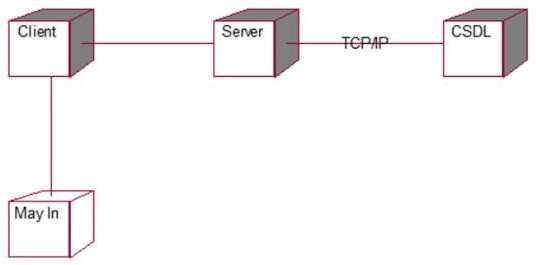 Client
Server
TCP/IP
CSDL
May In